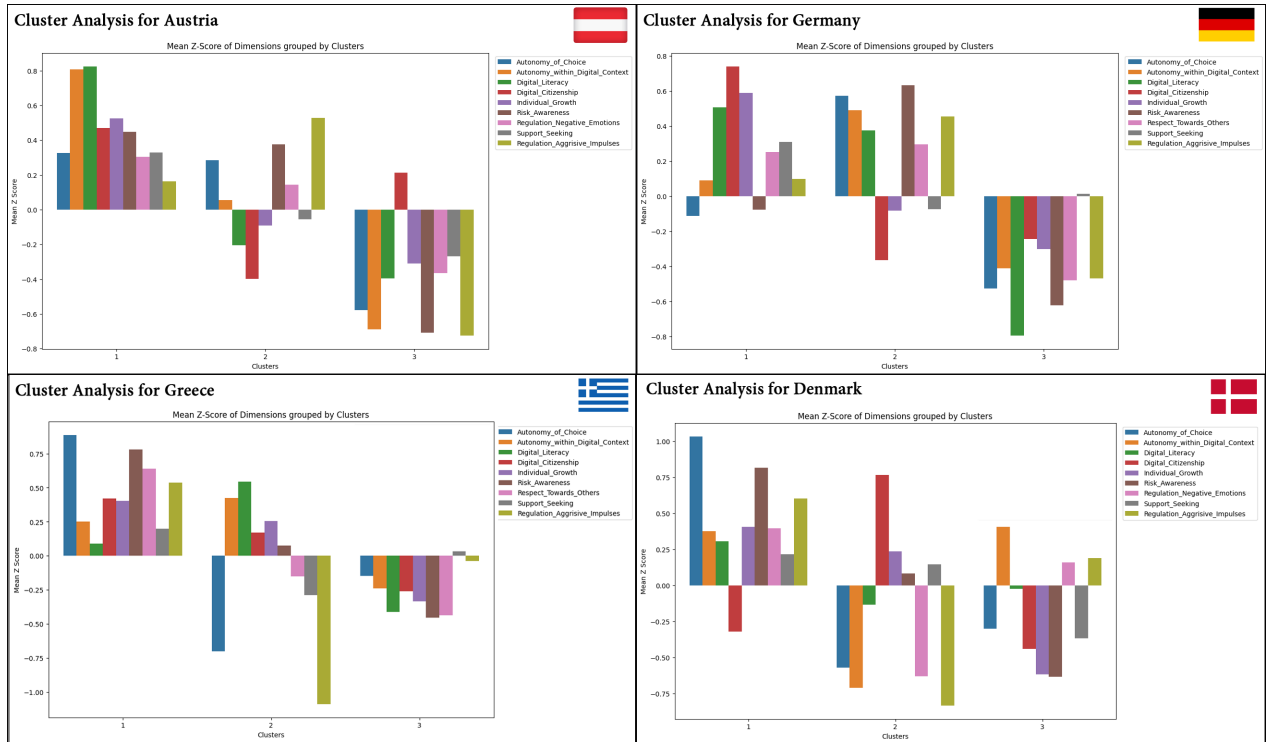 Cluster Analysis for Austria
Mean Z-Score of Dimensions grouped by Clusters
Mean Z Score
0.8
0.6
0.4
0.2
0.0
−0.2
−0.4
−0.6
−0.8
1
2
3
Clusters
Autonomy_of_Choice
Autonomy_within_Digital_Context
Digital_Literacy
Digital_Citizenship
Individual_Growth
Risk_Awareness
Regulation_Negative_Emotions
Support_Seeking
Regulation_Aggrisive_Impulses
Cluster Analysis for Germany
Mean Z-Score of Dimensions grouped by Clusters
Mean Z Score
0.8
0.6
0.4
0.2
0.0
−0.2
−0.4
−0.6
−0.8
1
2
3
Clusters
Autonomy_of_Choice
Autonomy_within_Digital_Context
Digital_Literacy
Digital_Citizenship
Individual_Growth
Risk_Awareness
Respect_Towards_Others
Support_Seeking
Regulation_Aggrisive_Impulses
Cluster Analysis for Greece
Mean Z-Score of Dimensions grouped by Clusters
Mean Z Score
0.75
0.50
0.25
0.00
−0.25
−0.50
−0.75
−1.00
1
2
3
Clusters
Autonomy_of_Choice
Autonomy_within_Digital_Context
Digital_Literacy
Digital_Citizenship
Individual_Growth
Risk_Awareness
Respect_Towards_Others
Support_Seeking
Regulation_Aggrisive_Impulses
Cluster Analysis for Denmark
Mean Z-Score of Dimensions grouped by Clusters
Mean Z Score
1.00
0.75
0.50
0.25
0.00
−0.25
−0.50
−0.75
1
2
3
Clusters
Autonomy_of_Choice
Autonomy_within_Digital_Context
Digital_Literacy
Digital_Citizenship
Individual_Growth
Risk_Awareness
Regulation_Negative_Emotions
Support_Seeking
Regulation_Aggrisive_Impulses